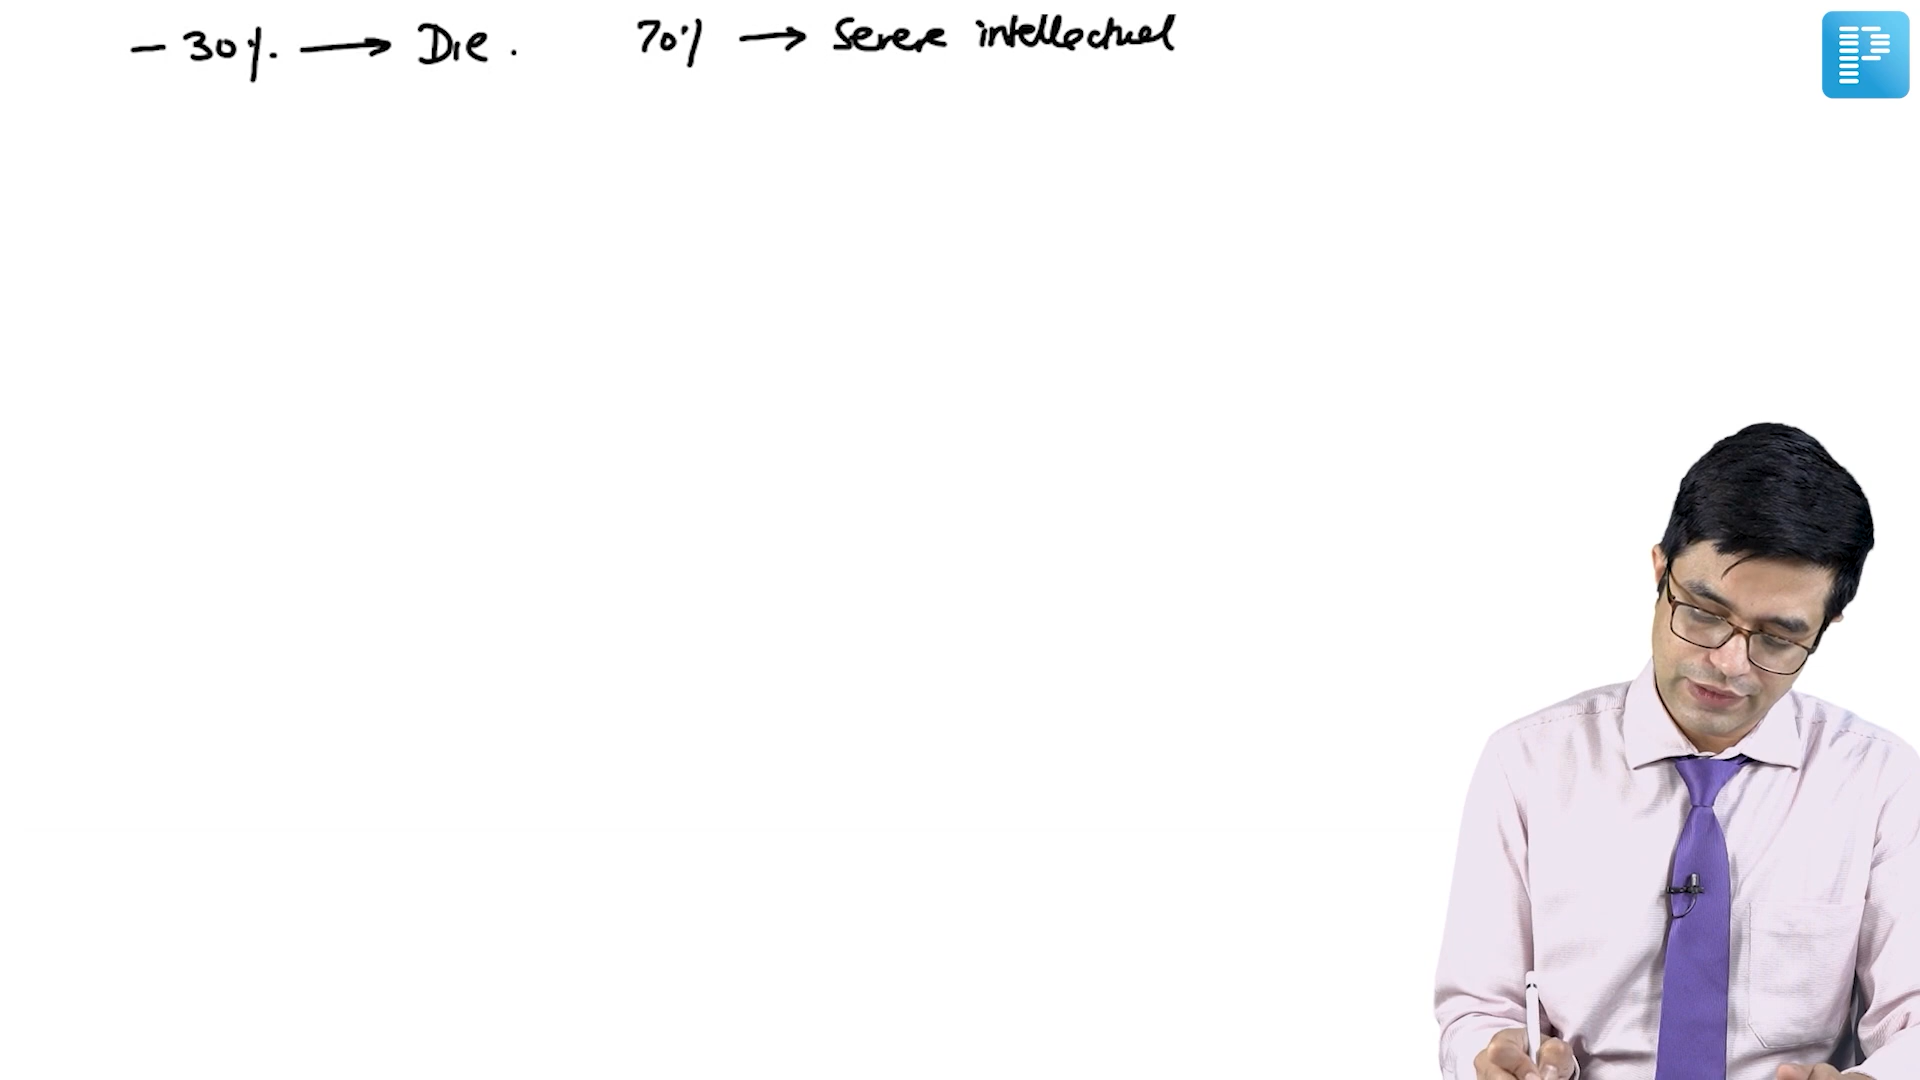 – 30%. → Die. 70% → Severe intellectual